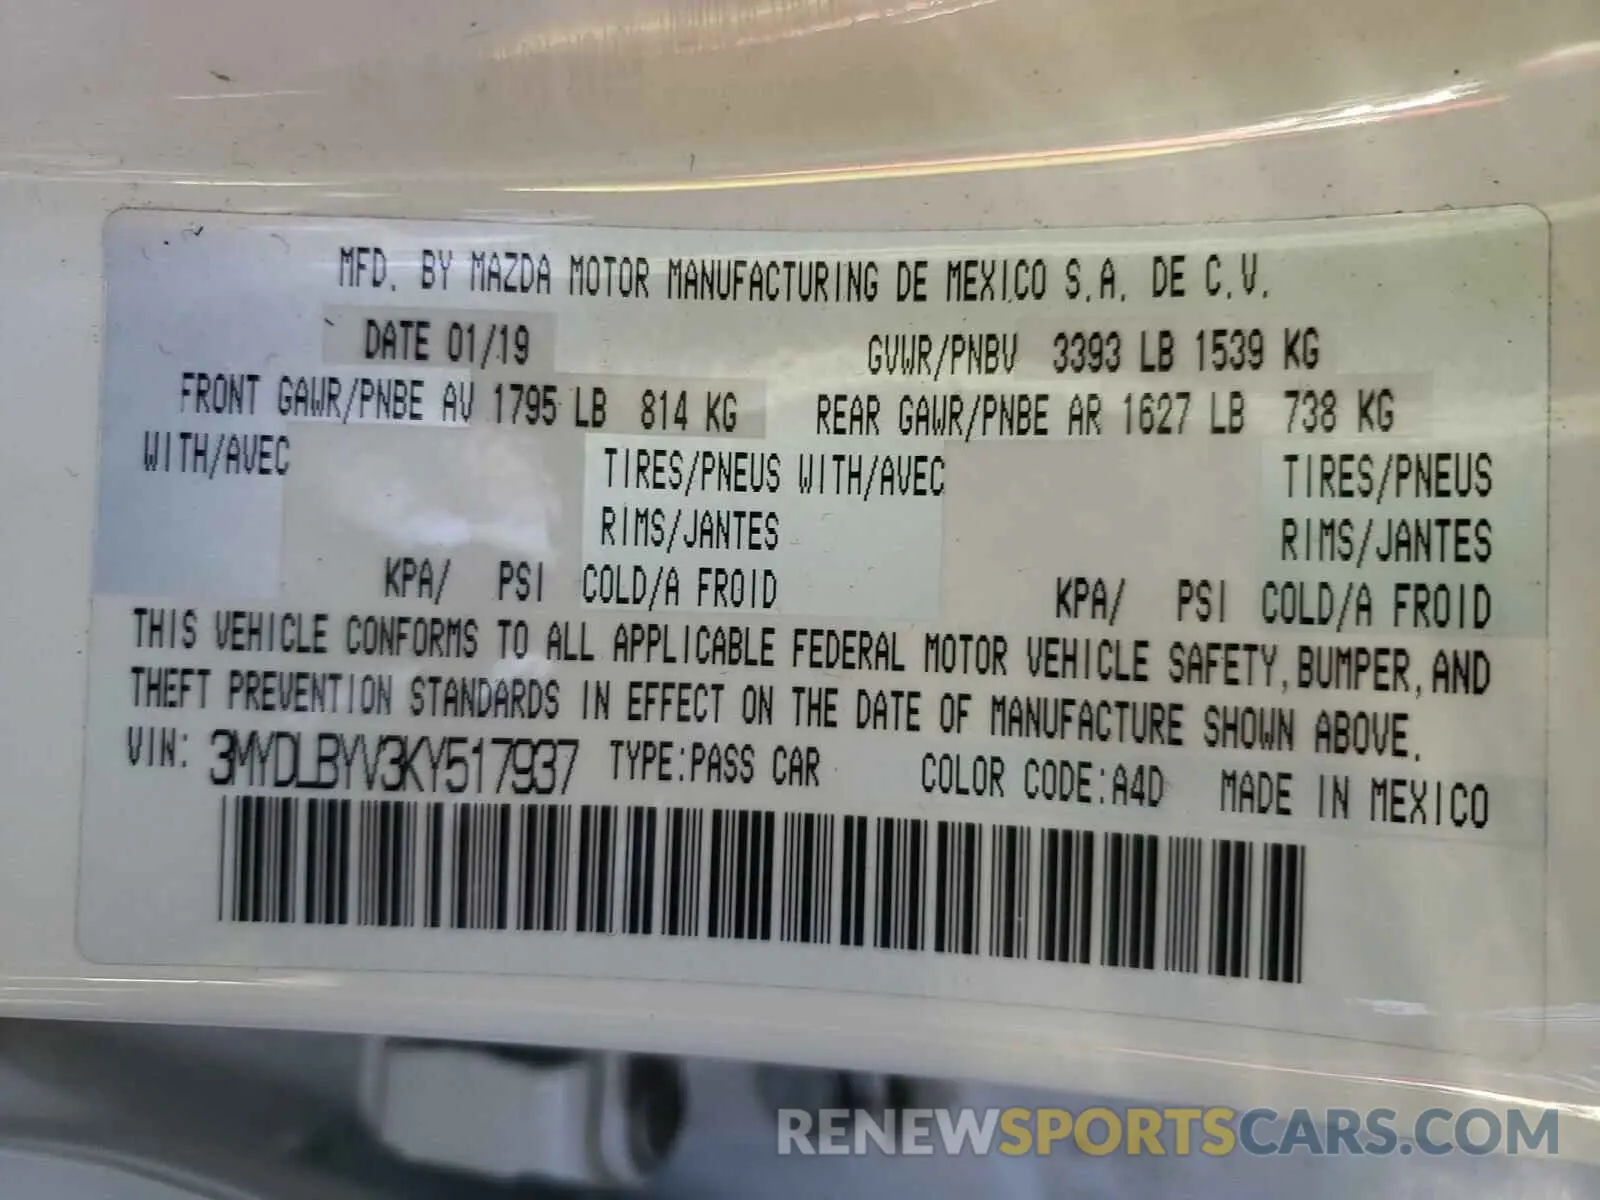 MFD. BY MAZDA MOTOR MANUFACTURING DE MEXICO S.A. DE C.V.
DATE 01/19 GVWR/PNBV 3393 LB 1539 KG
FRONT GAWR/PNBE AV 1795 LB 814 KG REAR GAWR/PNBE AR 1627 LB 738 KG
WITH/AVEC TIRES/PNEUS WITH/AVEC TIRES/PNEUS
RIMS/JANTES RIMS/JANTES
KPA/ PSI COLD/A FROID KPA/ PSI COLD/A FROID
THIS VEHICLE CONFORMS TO ALL APPLICABLE FEDERAL MOTOR VEHICLE SAFETY, BUMPER, AND
THEFT PREVENTION STANDARDS IN EFFECT ON THE DATE OF MANUFACTURE SHOWN ABOVE.
VIN: 3MYDLBYV3KY517937 TYPE:PASS CAR COLOR CODE:A4D MADE IN MEXICO
RENEWSPORTSCARS.COM